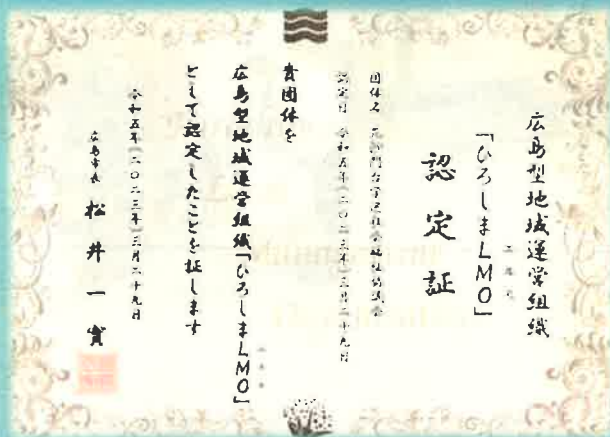 広島型地域運営組織
「ひろしまLMO」
エルモ
認定証
団体名
認定日 令和五年(二〇二三年)三月二十九日
貴団体を
広島型地域運営組織「ひろしまLMO」
として認定したことを証します
令和五年(二〇二三年)三月二十九日
広島市長 松井一實